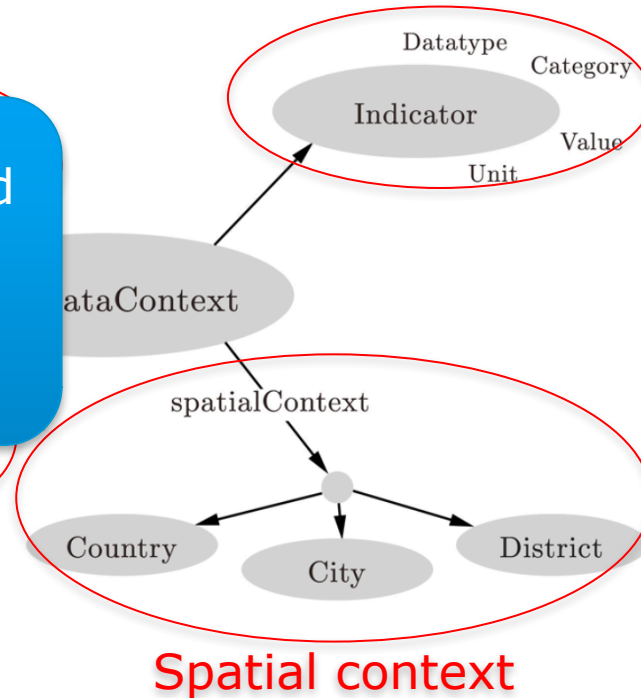 Datatype
Category
Indicator
Value
Unit
d
ataContext
spatialContext
Country
City
District
Spatial context